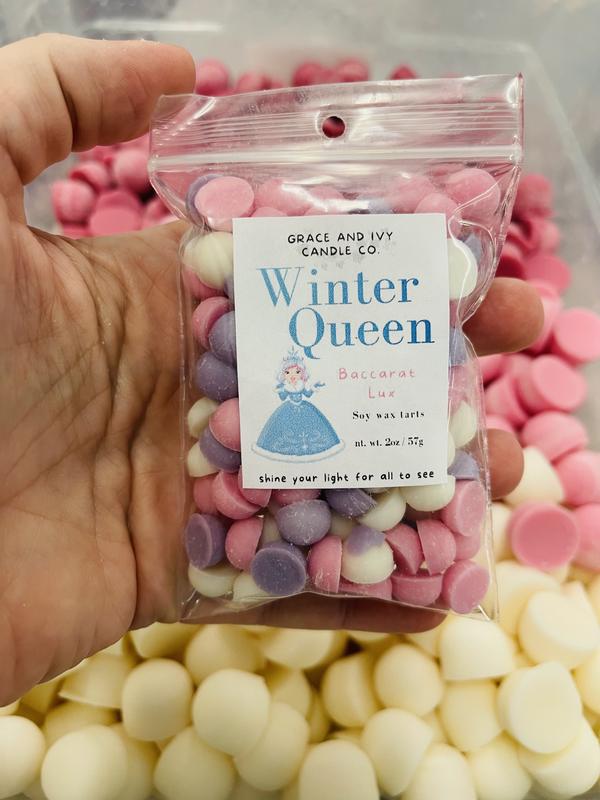 GRACE AND IVY
CANDLE CO.
Winter
Queen
Baccarat
Lux
Soy wax tarts
nt. wt. 2oz / 57g
shine your light for all to see